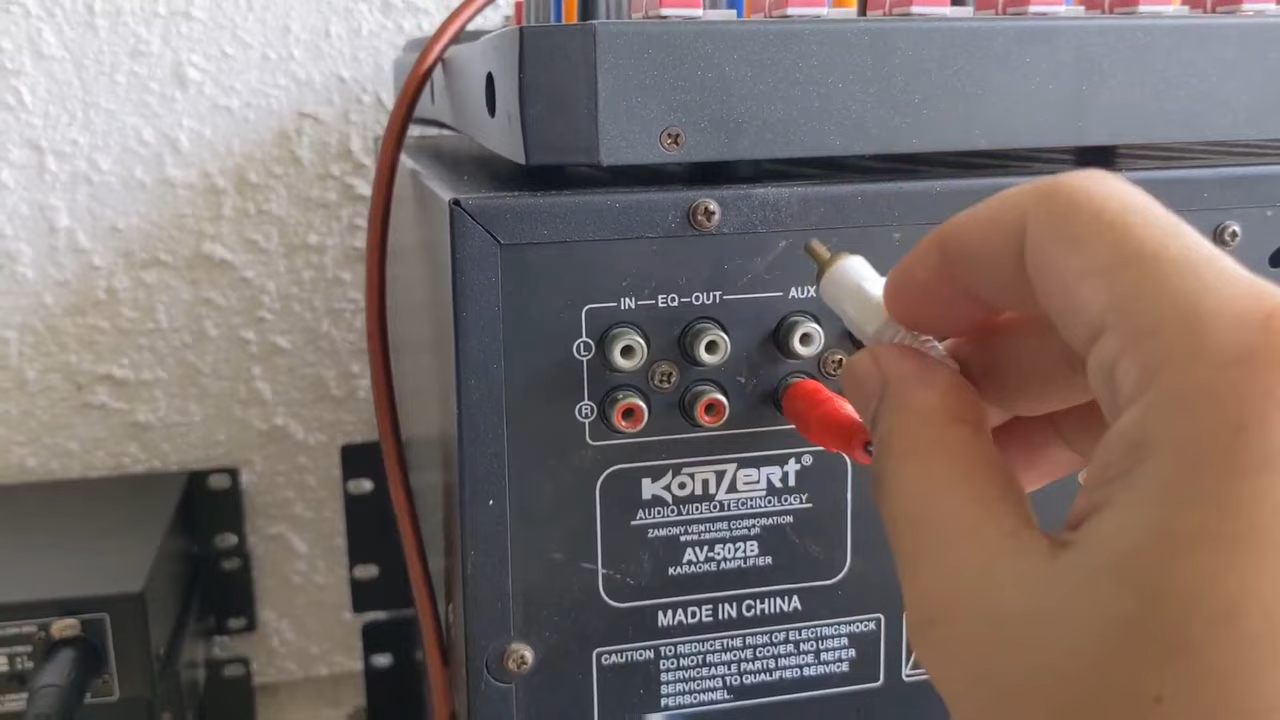 IN EQ-OUT AUX
L
R
KONZERT®
AUDIO VIDEO TECHNOLOGY
ZAMONY VENTURE CORPORATION
www.zamony.com.ph
AV-502B
KARAOKE AMPLIFIER
MADE IN CHINA
CAUTION TO REDUCETHE RISK OF ELECTRICSHOCK
DO NOT REMOVE COVER, NO USER
SERVICEABLE PARTS INSIDE, REFER
SERVICING TO QUALIFIED SERVICE
PERSONNEL.